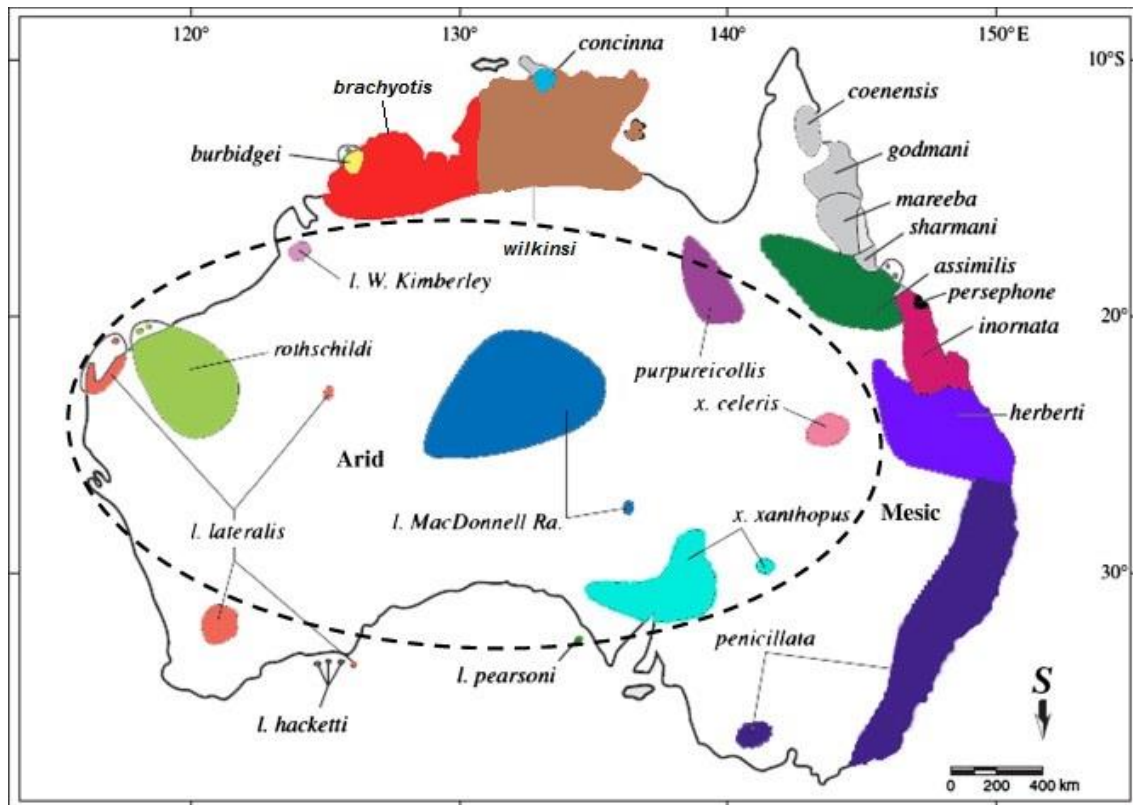 120°
130°
140°
150°E
10°S
concinna
brachyotis
coenensis
burbidgei
godmani
mareeba
sharmani
wilkinsi
assimilis
l. W. Kimberley
persephone
inornata
20°
rothschildi
purpureicollis
x. celeris
herberti
Arid
x. xanthopus
Mesic
l. lateralis
l. MacDonnell Ra.
30°
penicillata
l. pearsoni
S
l. hacketti
0 200 400 km